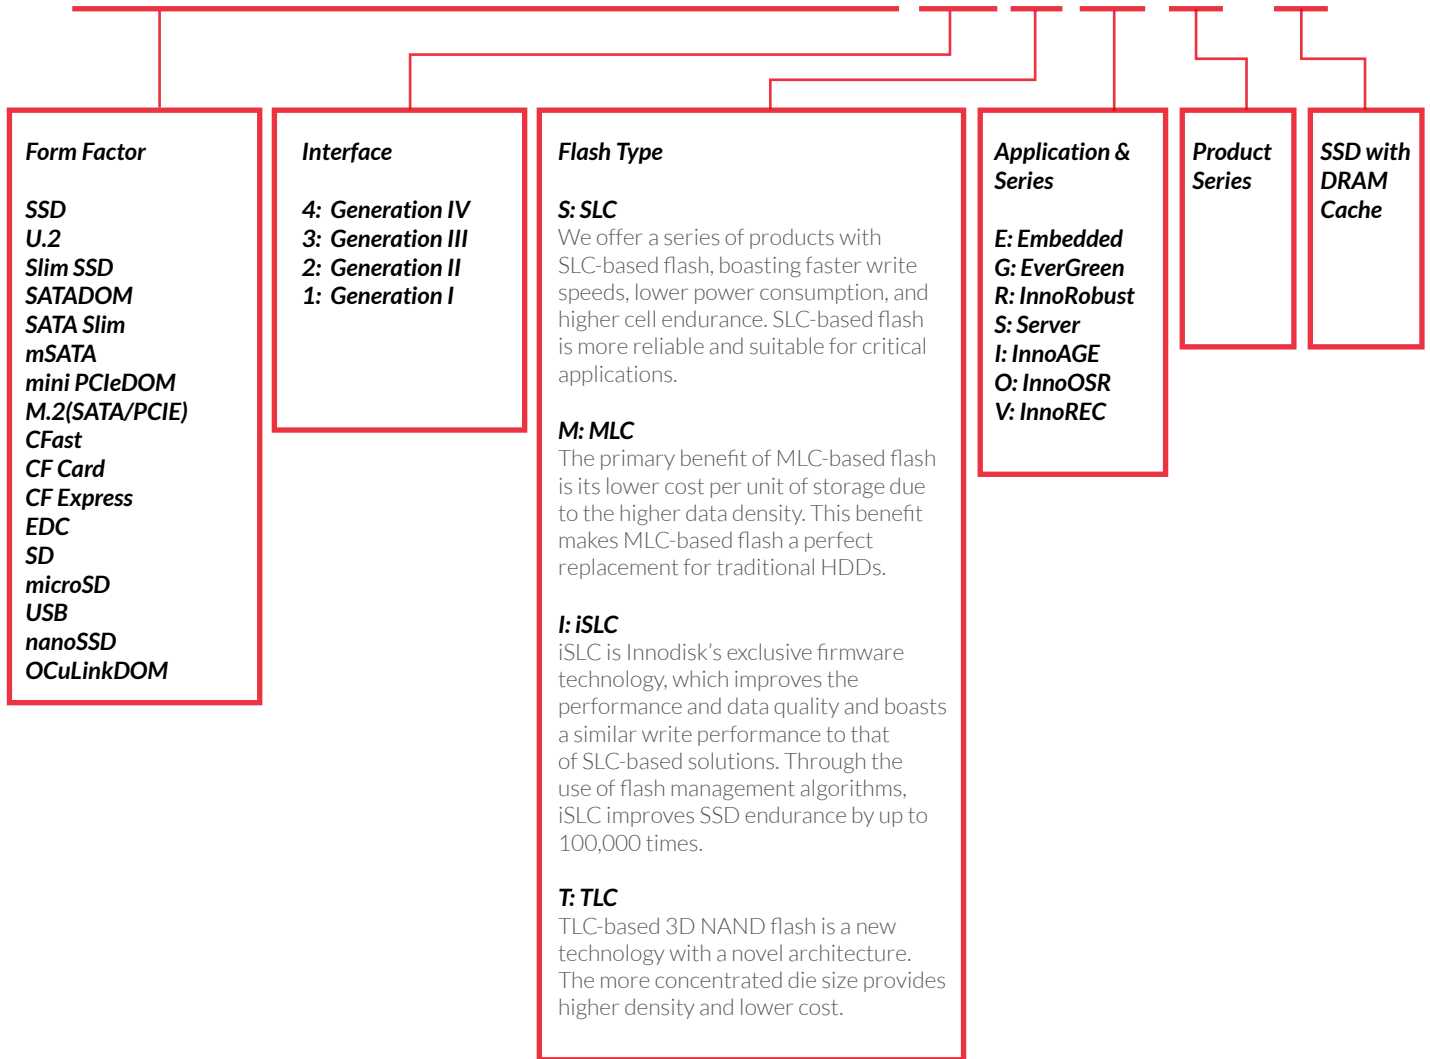 Form Factor
SSD
U.2
Slim SSD
SATADOM
SATA Slim
mSATA
mini PCIeDOM
M.2(SATA/PCIE)
CFast
CF Card
CF Express
EDC
SD
microSD
USB
nanoSSD
OCuLinkDOM
Interface
4: Generation IV
3: Generation III
2: Generation II
1: Generation I
Flash Type
S: SLC
We offer a series of products with
SLC-based flash, boasting faster write
speeds, lower power consumption, and
higher cell endurance. SLC-based flash
is more reliable and suitable for critical
applications.
M: MLC
The primary benefit of MLC-based flash
is its lower cost per unit of storage due
to the higher data density. This benefit
makes MLC-based flash a perfect
replacement for traditional HDDs.
I: iSLC
iSLC is Innodisk’s exclusive firmware
technology, which improves the
performance and data quality and boasts
a similar write performance to that
of SLC-based solutions. Through the
use of flash management algorithms,
iSLC improves SSD endurance by up to
100,000 times.
T: TLC
TLC-based 3D NAND flash is a new
technology with a novel architecture.
The more concentrated die size provides
higher density and lower cost.
Application &
Series
E: Embedded
G: EverGreen
R: InnoRobust
S: Server
I: InnoAGE
O: InnoOSR
V: InnoREC
Product
Series
SSD with
DRAM
Cache